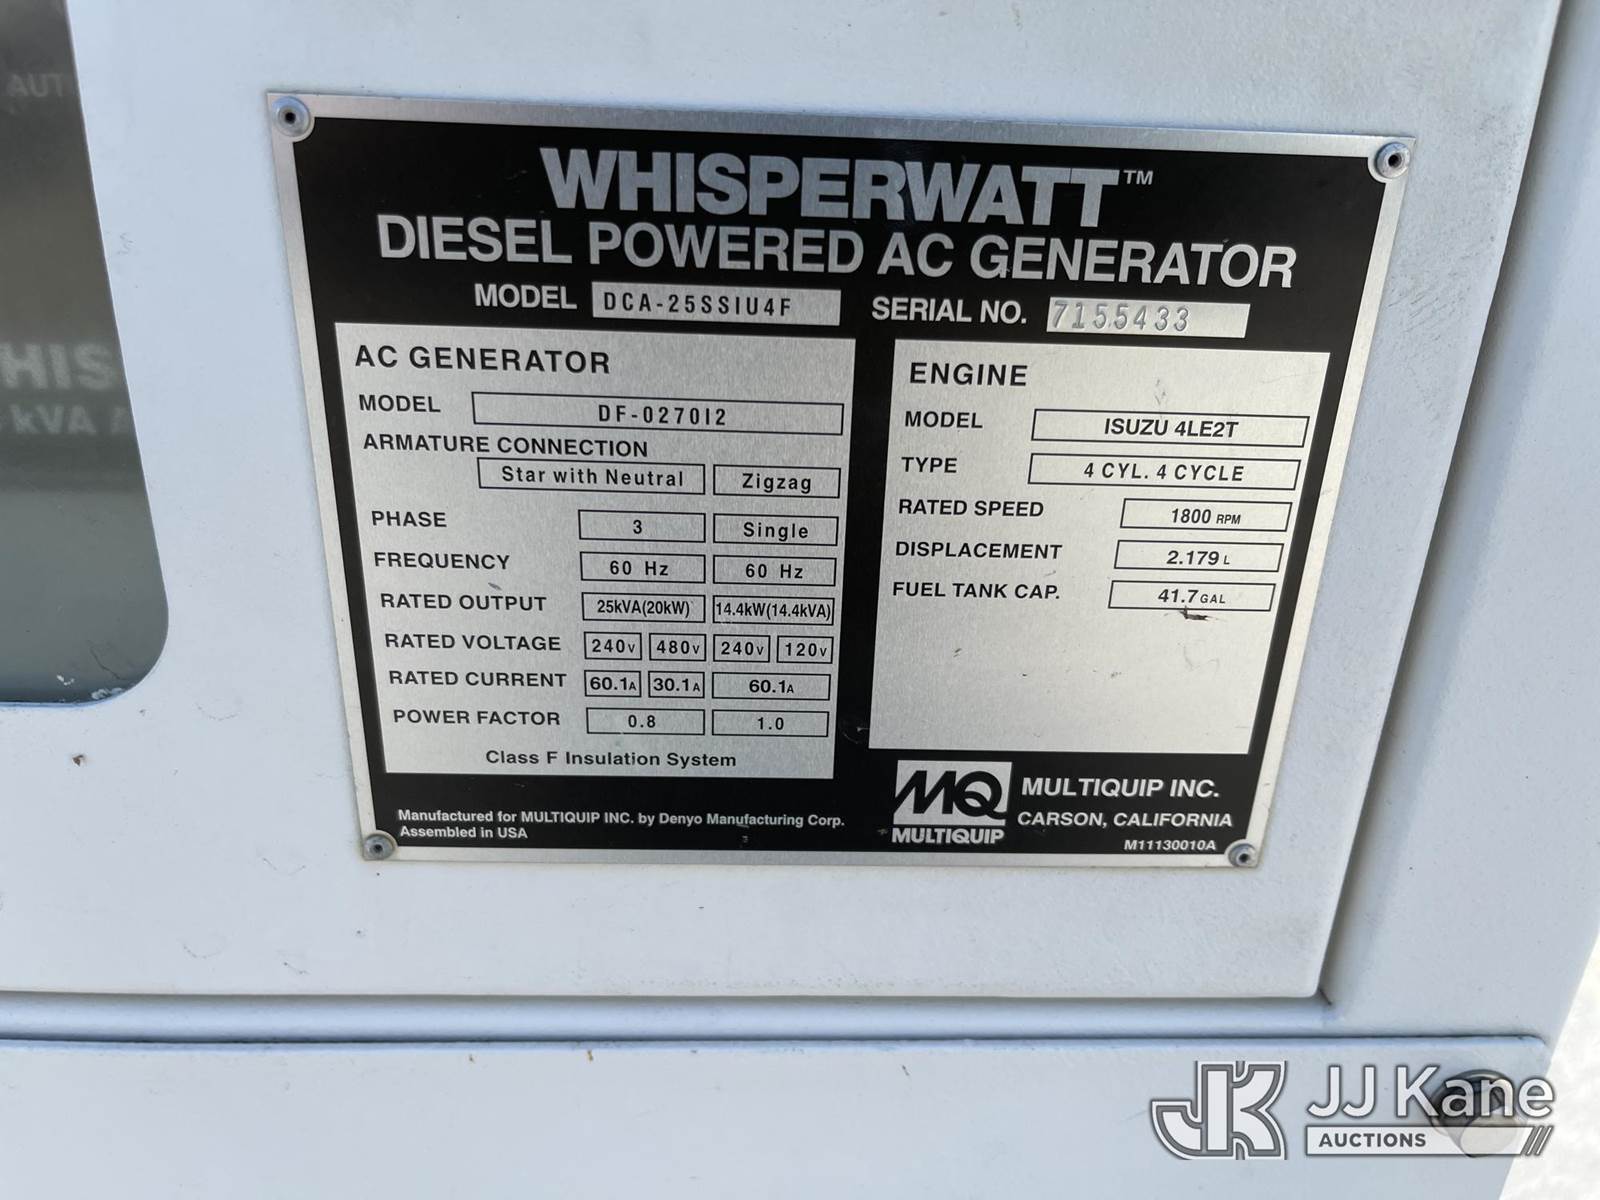 WHISPERWATT™
DIESEL POWERED AC GENERATOR
MODEL DCA-25SSIU4F SERIAL NO. 7155433
AC GENERATOR
MODEL DF-0270I2
ARMATURE CONNECTION
Star with Neutral Zigzag
PHASE 3 Single
FREQUENCY 60 Hz 60 Hz
RATED OUTPUT 25kVA(20kW) 14.4kW(14.4kVA)
RATED VOLTAGE 240V 480V 240V 120V
RATED CURRENT 60.1A 30.1A 60.1A
POWER FACTOR 0.8 1.0
Class F Insulation System
ENGINE
MODEL ISUZU 4LE2T
TYPE 4 CYL. 4 CYCLE
RATED SPEED 1800 RPM
DISPLACEMENT 2.179 L
FUEL TANK CAP. 41.7 GAL
Manufactured for MULTIQUIP INC. by Denyo Manufacturing Corp.
Assembled in USA
MQ
MULTIQUIP
MULTIQUIP INC.
CARSON, CALIFORNIA
M11130010A
AUT
HIS
kVA A
JK
JJ Kane
AUCTIONS